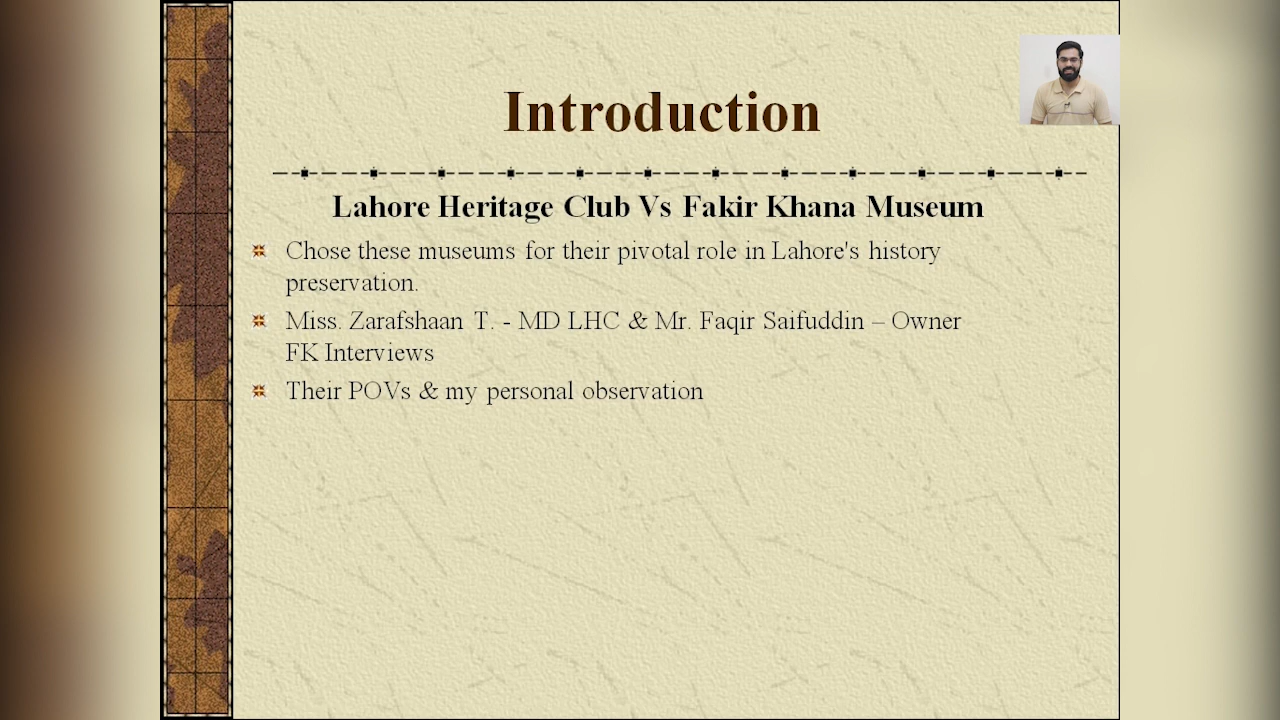 Introduction
Lahore Heritage Club Vs Fakir Khana Museum
Chose these museums for their pivotal role in Lahore's history
preservation.
Miss. Zarafshaan T. - MD LHC & Mr. Faqir Saifuddin – Owner
FK Interviews
Their POVs & my personal observation